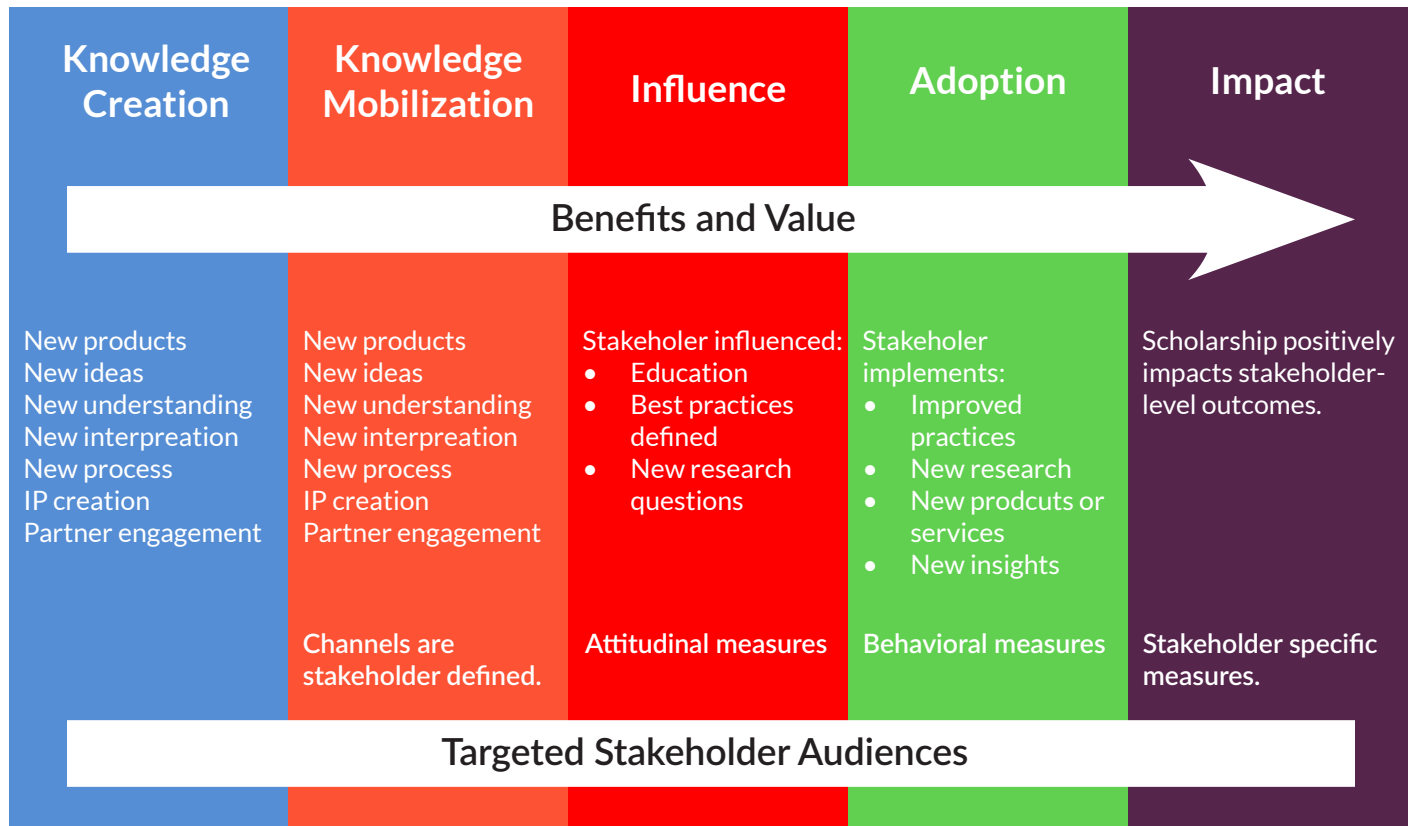 Knowledge
Creation
Knowledge
Mobilization
Influence
Adoption
Impact
Benefits and Value
New products
New ideas
New understanding
New interpreation
New process
IP creation
Partner engagement
New products
New ideas
New understanding
New interpreation
New process
IP creation
Partner engagement
Stakeholer influenced:
• Education
• Best practices
defined
• New research
questions
Stakeholer
implements:
• Improved
practices
• New research
• New prodcuts or
services
• New insights
Scholarship positively
impacts stakeholder-
level outcomes.
Channels are
stakeholder defined.
Attitudinal measures
Behavioral measures
Stakeholder specific
measures.
Targeted Stakeholder Audiences